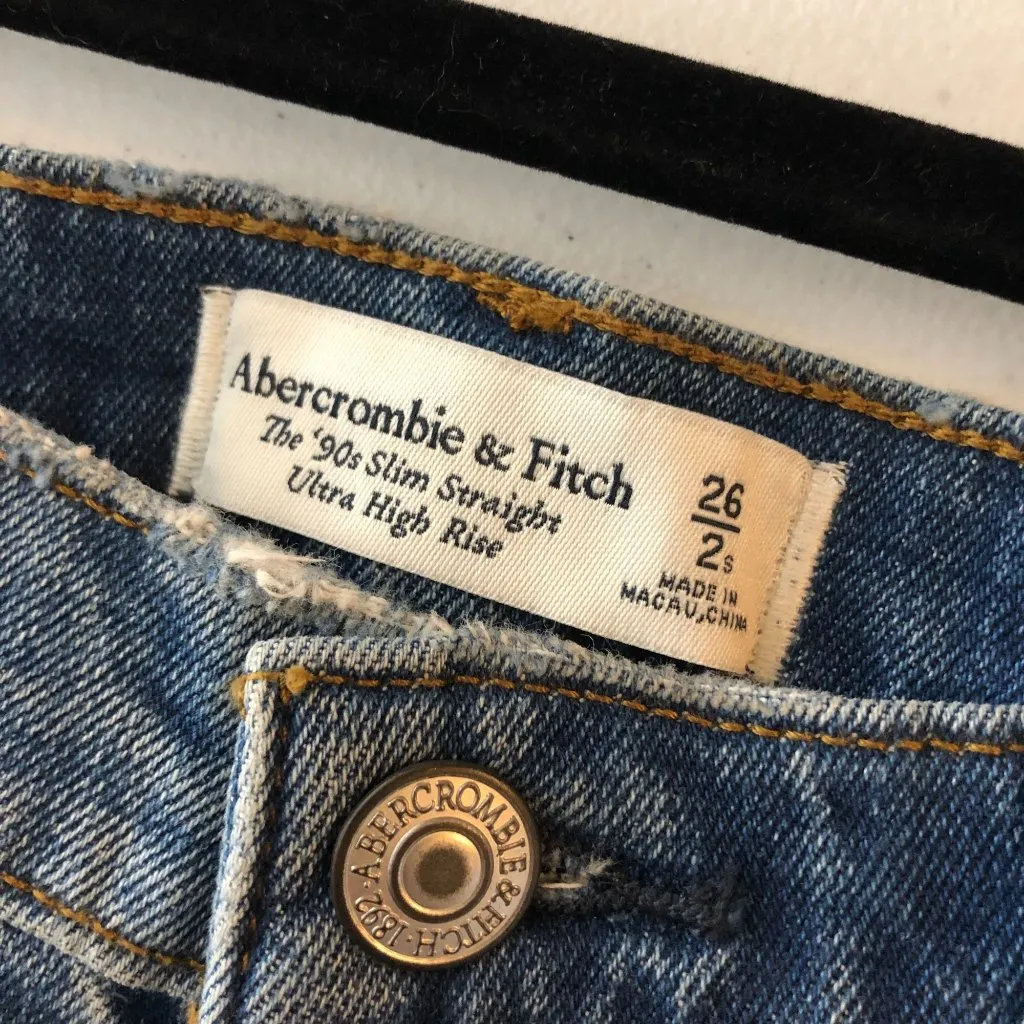 Abercrombie & Fitch
The ‘90s Slim Straight
Ultra High Rise
26
2s
MADE IN
MACAU,CHINA
ABERCROMBIE & FITCH · 1892 ·